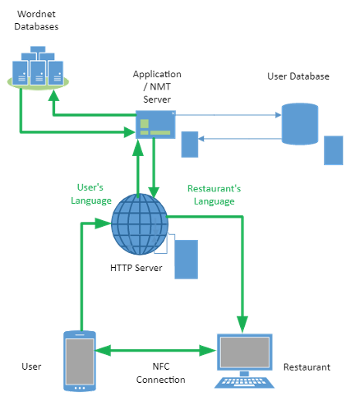 Wordnet
Databases
Application
/ NMT
Server
User Database
User's
Language
Restaurant's
Language
HTTP Server
User
NFC
Connection
Restaurant